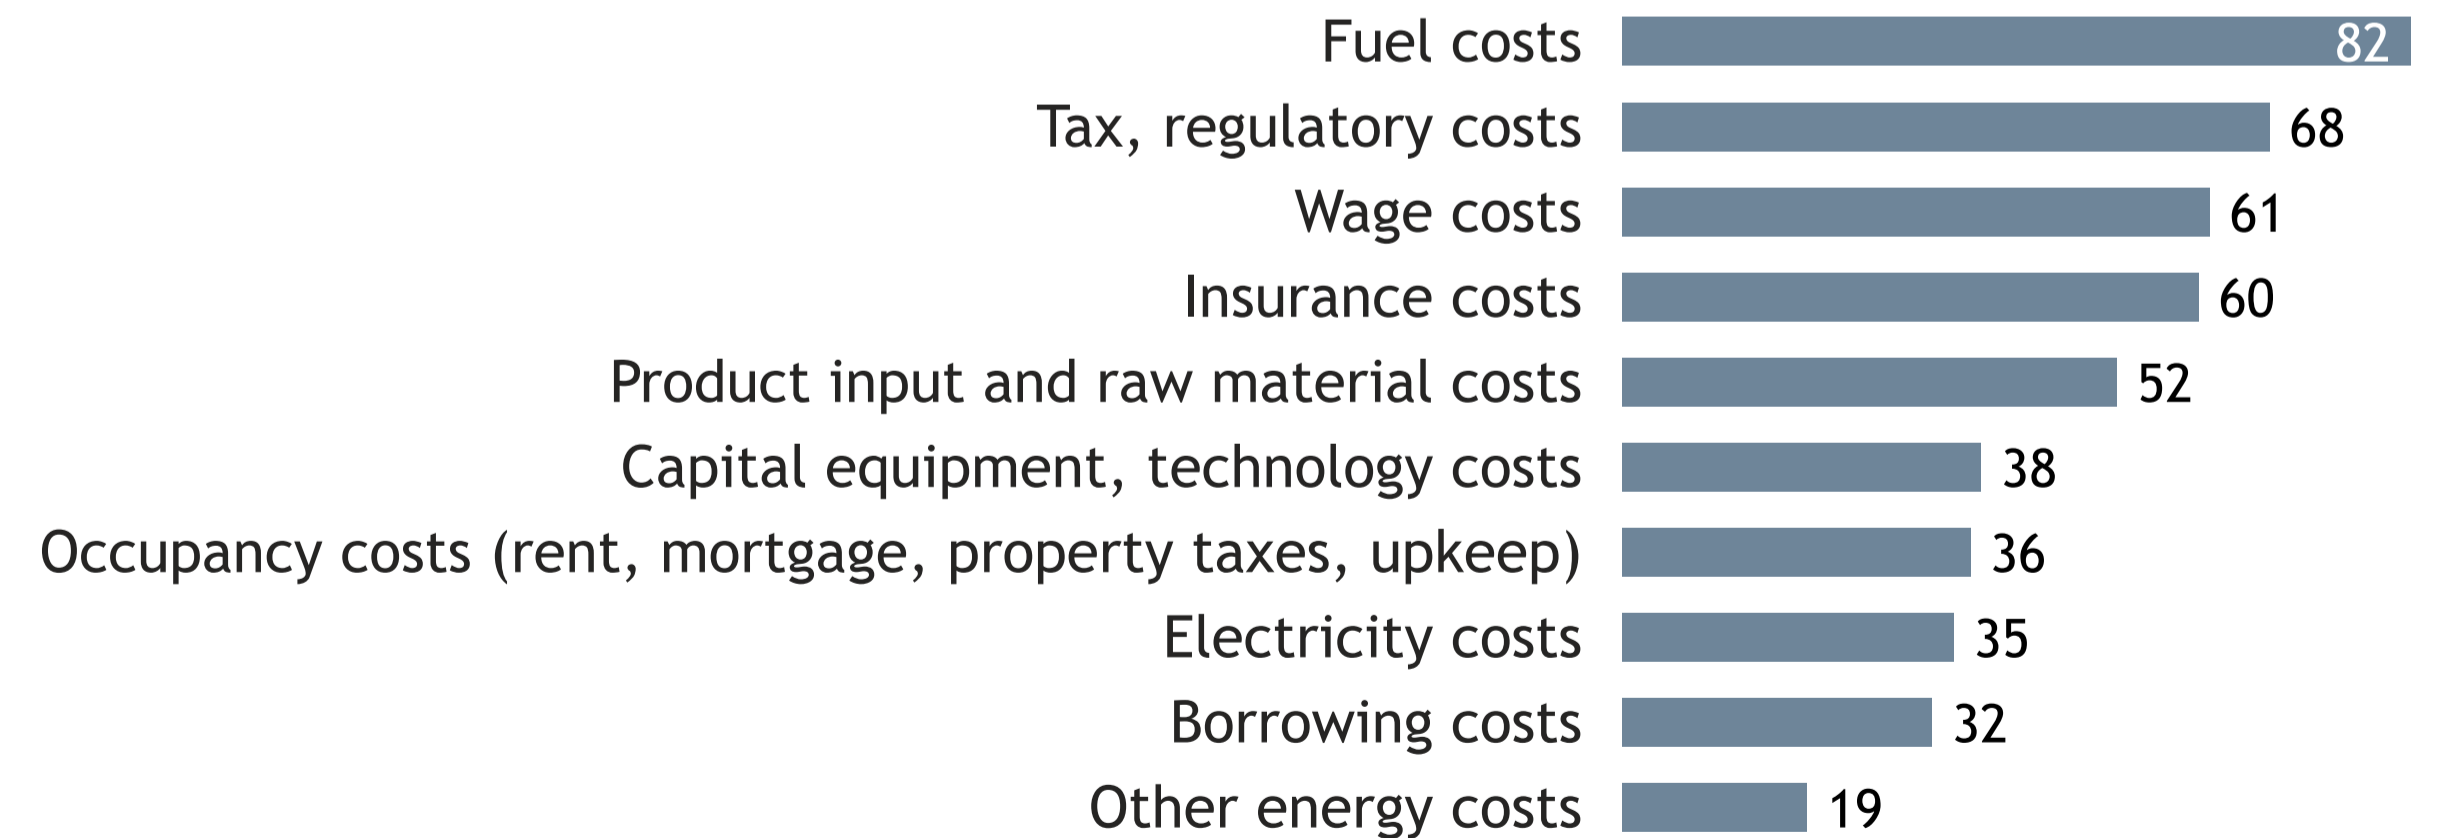 Fuel costs 82
Tax, regulatory costs 68
Wage costs 61
Insurance costs 60
Product input and raw material costs 52
Capital equipment, technology costs 38
Occupancy costs (rent, mortgage, property taxes, upkeep) 36
Electricity costs 35
Borrowing costs 32
Other energy costs 19